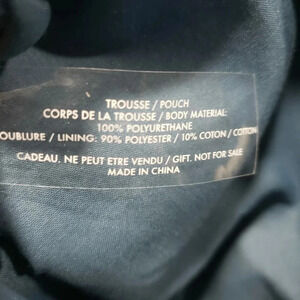 TROUSSE / POUCH
CORPS DE LA TROUSSE / BODY MATERIAL:
100% POLYURETHANE
OUBLURE / LINING: 90% POLYESTER / 10% COTON / COTTON
CADEAU. NE PEUT ETRE VENDU / GIFT. NOT FOR SALE
MADE IN CHINA